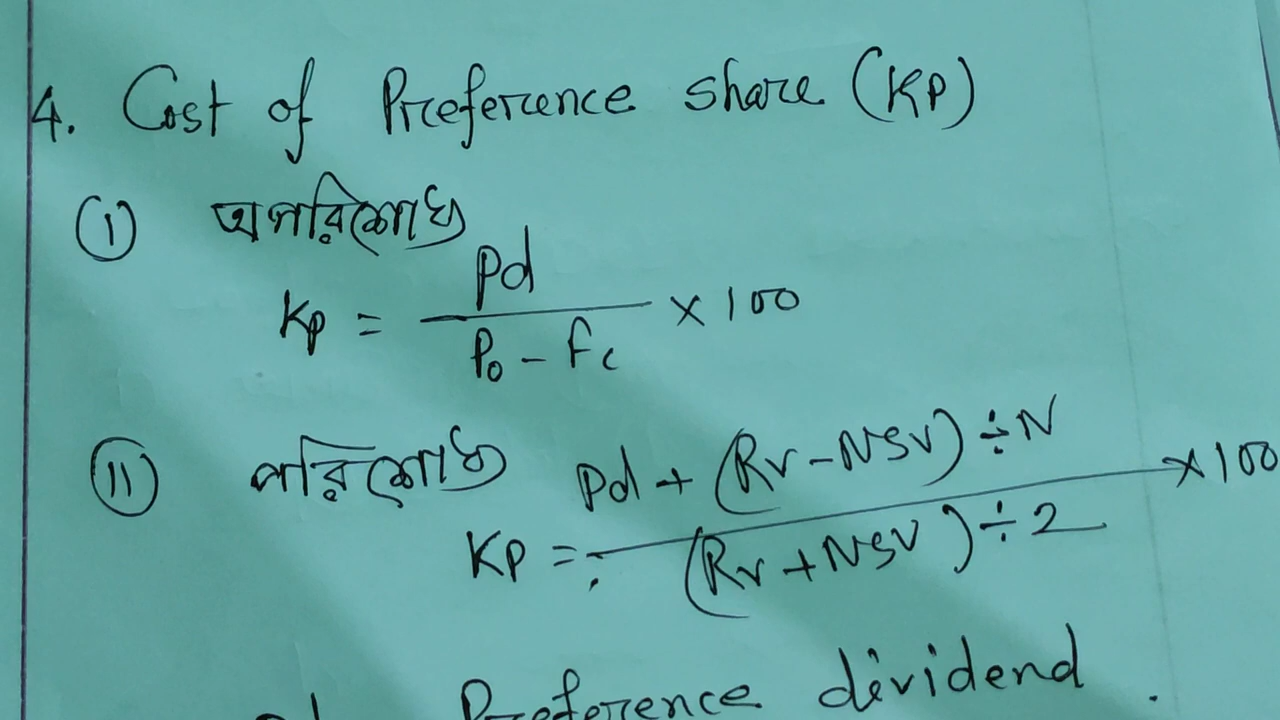 4. Cost of Preference share (Kp)
(i) অপরিশোধ্য
Kp = Pd / (P₀ - Fc) × 100
(ii) পরিশোধ্য
Kp = Pd + (Rv - NSV) ÷ N / (Rv + NSV) ÷ 2 × 100
Preference dividend